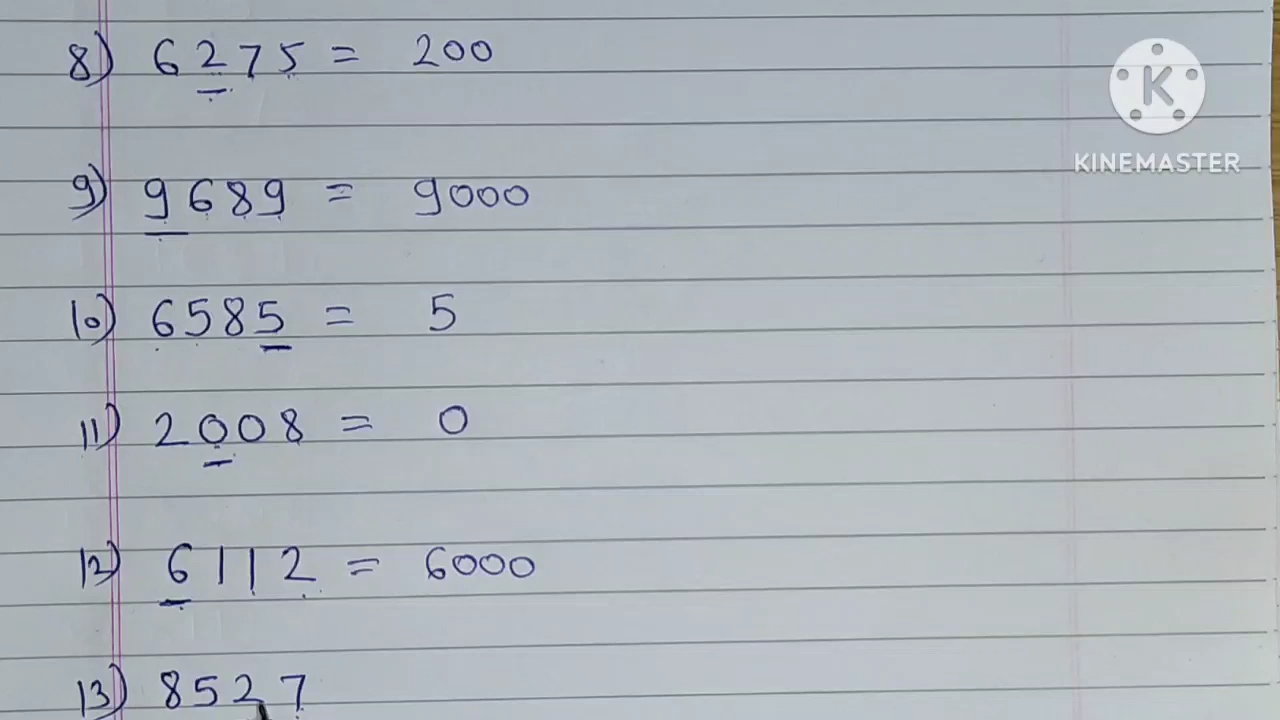 8) 6275 = 200
K
KINEMASTER
9) 9689 = 9000
10) 6585 = 5
11) 2008 = 0
12) 6112 = 6000
13) 8527